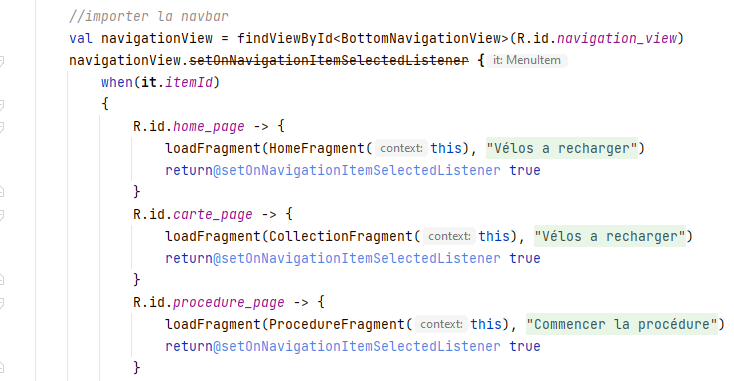 //importer la navbar
val navigationView = findViewById<BottomNavigationView>(R.id.navigation_view)
navigationView.setOnNavigationItemSelectedListener { it: MenuItem
when(it.itemId)
{
R.id.home_page -> {
loadFragment(HomeFragment( context: this), "Vélos a recharger")
return@setOnNavigationItemSelectedListener true
}
R.id.carte_page -> {
loadFragment(CollectionFragment( context: this), "Vélos a recharger")
return@setOnNavigationItemSelectedListener true
}
R.id.procedure_page -> {
loadFragment(ProcedureFragment( context: this), "Commencer la procédure")
return@setOnNavigationItemSelectedListener true
}